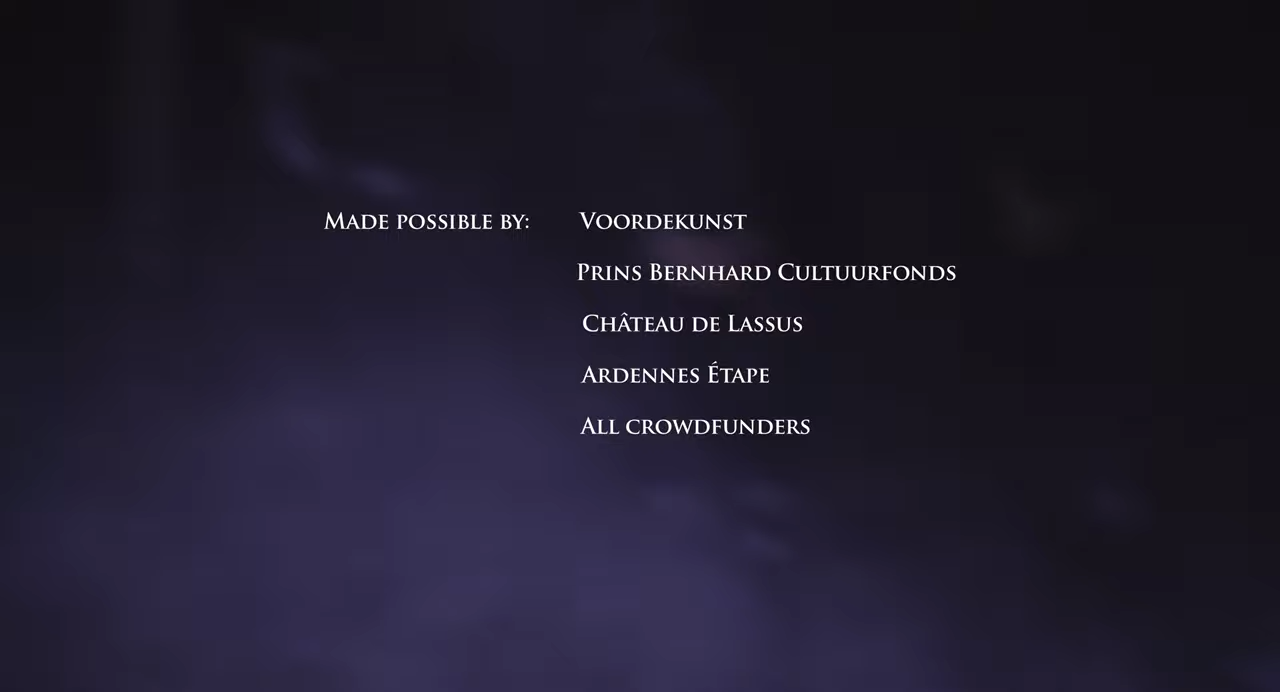 Made possible by: Voordekunst
Prins Bernhard Cultuurfonds
Château de Lassus
Ardennes Étape
All crowdfunders